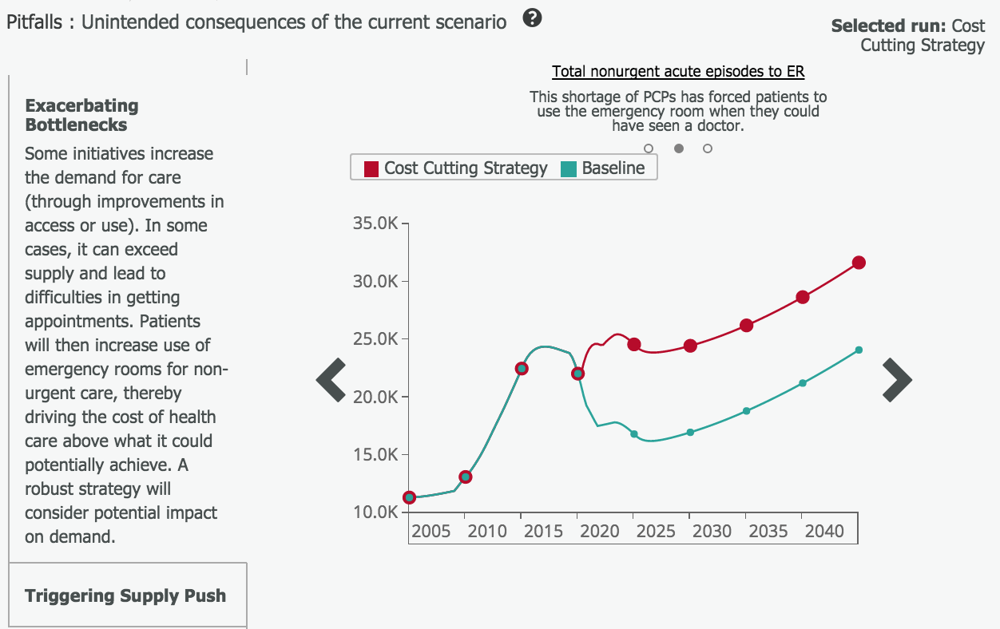 Pitfalls : Unintended consequences of the current scenario ?
Selected run: Cost
Cutting Strategy
Exacerbating
Bottlenecks
Some initiatives increase
the demand for care
(through improvements in
access or use). In some
cases, it can exceed
supply and lead to
difficulties in getting
appointments. Patients
will then increase use of
emergency rooms for non-
urgent care, thereby
driving the cost of health
care above what it could
potentially achieve. A
robust strategy will
consider potential impact
on demand.
Triggering Supply Push
Total nonurgent acute episodes to ER
This shortage of PCPs has forced patients to
use the emergency room when they could
have seen a doctor.
Cost Cutting Strategy Baseline
35.0K
30.0K
25.0K
20.0K
15.0K
10.0K
2005 2010 2015 2020 2025 2030 2035 2040